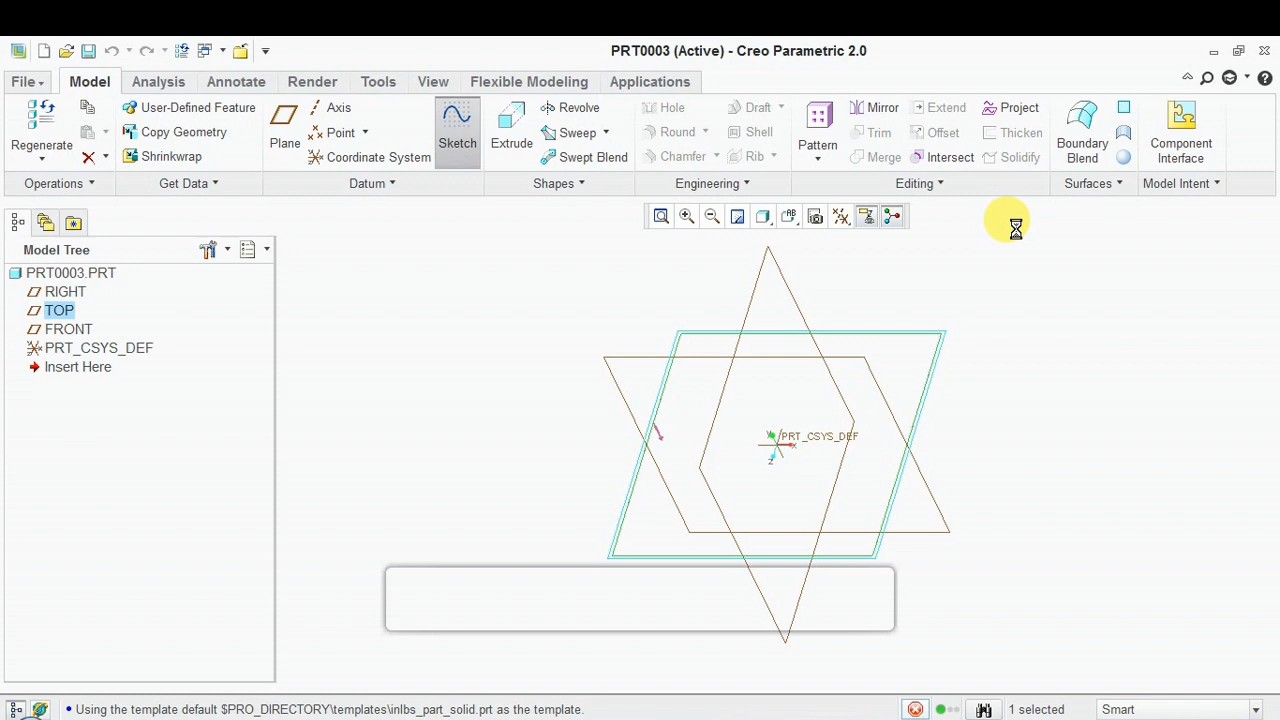 PRT0003 (Active) - Creo Parametric 2.0
File Model Analysis Annotate Render Tools View Flexible Modeling Applications
Regenerate
User-Defined Feature
Copy Geometry
Shrinkwrap
Plane
Axis
Point
Coordinate System
Sketch
Extrude
Revolve
Sweep
Swept Blend
Hole
Round
Chamfer
Draft
Shell
Rib
Pattern
Mirror
Trim
Merge
Extend
Offset
Intersect
Project
Thicken
Solidify
Boundary
Blend
Component
Interface
Operations Get Data Datum Shapes Engineering Editing Surfaces Model Intent
Model Tree
PRT0003.PRT
RIGHT
TOP
FRONT
PRT_CSYS_DEF
Insert Here
PRT_CSYS_DEF
Y
X
Z
• Using the template default $PRO_DIRECTORY\templates\inlbs_part_solid.prt as the template.
1 selected
Smart